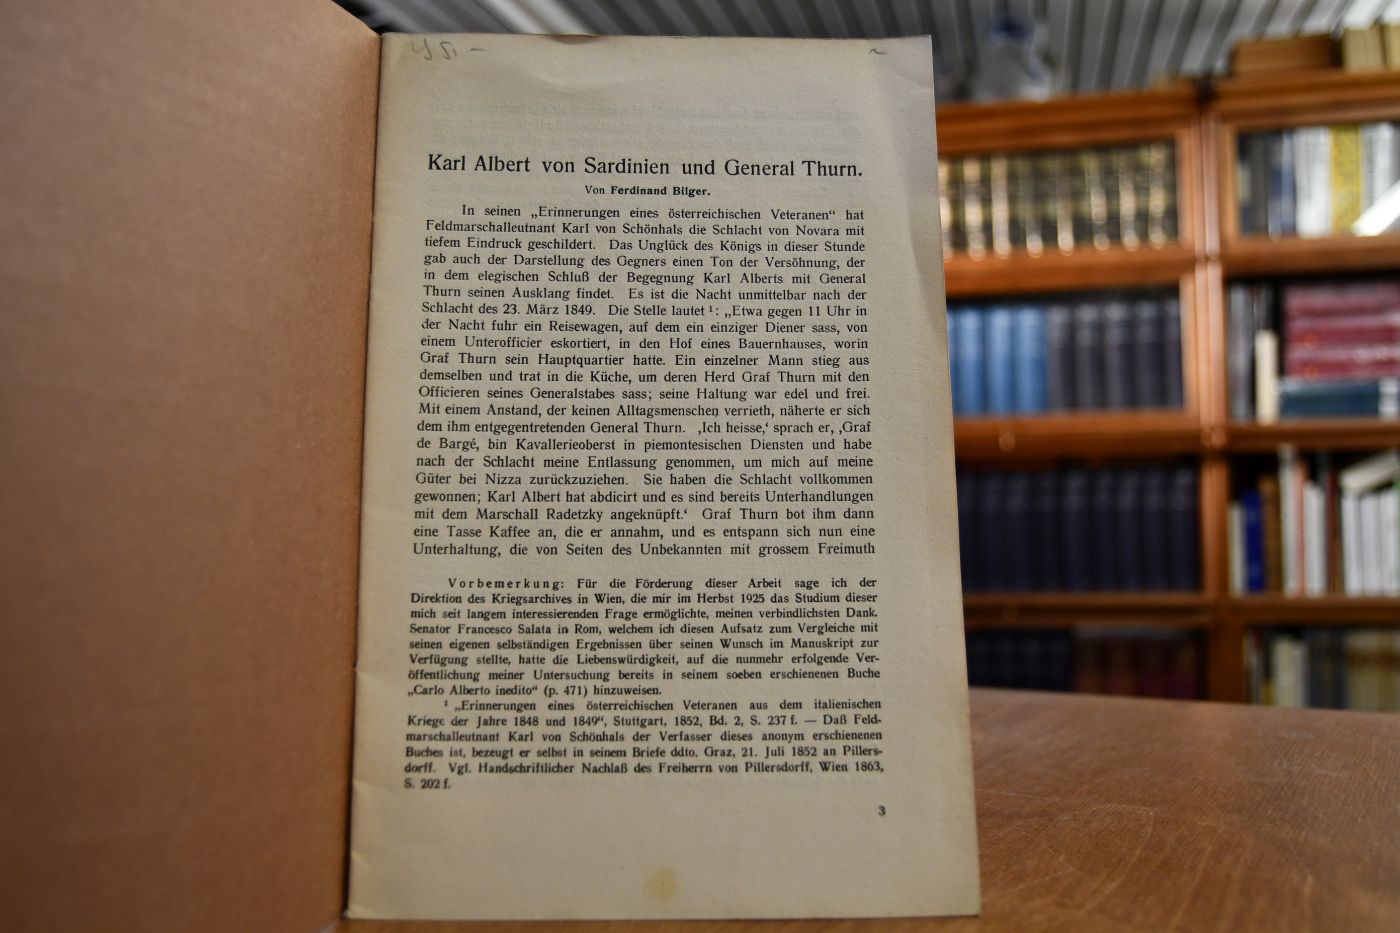 Karl Albert von Sardinien und General Thurn.
Von Ferdinand Bilger.
In seinen „Erinnerungen eines österreichischen Veteranen“ hat
Feldmarschalleutnant Karl von Schönhals die Schlacht von Novara mit
tiefem Eindruck geschildert. Das Unglück des Königs in dieser Stunde
gab auch der Darstellung des Gegners einen Ton der Versöhnung, der
in dem elegischen Schluß der Begegnung Karl Alberts mit General
Thurn seinen Ausklang findet. Es ist die Nacht unmittelbar nach der
Schlacht des 23. März 1849. Die Stelle lautet ¹: „Etwa gegen 11 Uhr in
der Nacht fuhr ein Reisewagen, auf dem ein einziger Diener sass, von
einem Unterofficier eskortiert, in den Hof eines Bauernhauses, worin
Graf Thurn sein Hauptquartier hatte. Ein einzelner Mann stieg aus
demselben und trat in die Küche, um deren Herd Graf Thurn mit den
Officieren seines Generalstabes sass; seine Haltung war edel und frei.
Mit einem Anstand, der keinen Alltagsmenschen verrieth, näherte er sich
dem ihm entgegentretenden General Thurn. ‚Ich heisse,‘ sprach er, ‚Graf
de Bargé, bin Kavallerieoberst in piemontesischen Diensten und habe
nach der Schlacht meine Entlassung genommen, um mich auf meine
Güter bei Nizza zurückzuziehen. Sie haben die Schlacht vollkommen
gewonnen; Karl Albert hat abdicirt und es sind bereits Unterhandlungen
mit dem Marschall Radetzky angeknüpft.‘ Graf Thurn bot ihm dann
eine Tasse Kaffee an, die er annahm, und es entspann sich nun eine
Unterhaltung, die von Seiten des Unbekannten mit grossem Freimuth
Vorbemerkung: Für die Förderung dieser Arbeit sage ich der
Direktion des Kriegsarchives in Wien, die mir im Herbst 1925 das Studium dieser
mich seit langem interessierenden Frage ermöglichte, meinen verbindlichsten Dank.
Senator Francesco Salata in Rom, welchem ich diesen Aufsatz zum Vergleiche mit
seinen eigenen selbständigen Ergebnissen über seinen Wunsch im Manuskript zur
Verfügung stellte, hatte die Liebenswürdigkeit, auf die nunmehr erfolgende Ver-
öffentlichung meiner Untersuchung bereits in seinem soeben erschienenen Buche
„Carlo Alberto inedito“ (p. 471) hinzuweisen.
¹ „Erinnerungen eines österreichischen Veteranen aus dem italienischen
Kriege der Jahre 1848 und 1849“, Stuttgart, 1852, Bd. 2, S. 237 f. — Daß Feld-
marschalleutnant Karl von Schönhals der Verfasser dieses anonym erschienenen
Buches ist, bezeugt er selbst in seinem Briefe ddto. Graz, 21. Juli 1852 an Pillers-
dorff. Vgl. Handschriftlicher Nachlaß des Freiherrn von Pillersdorff, Wien 1863,
S. 202 f.
3